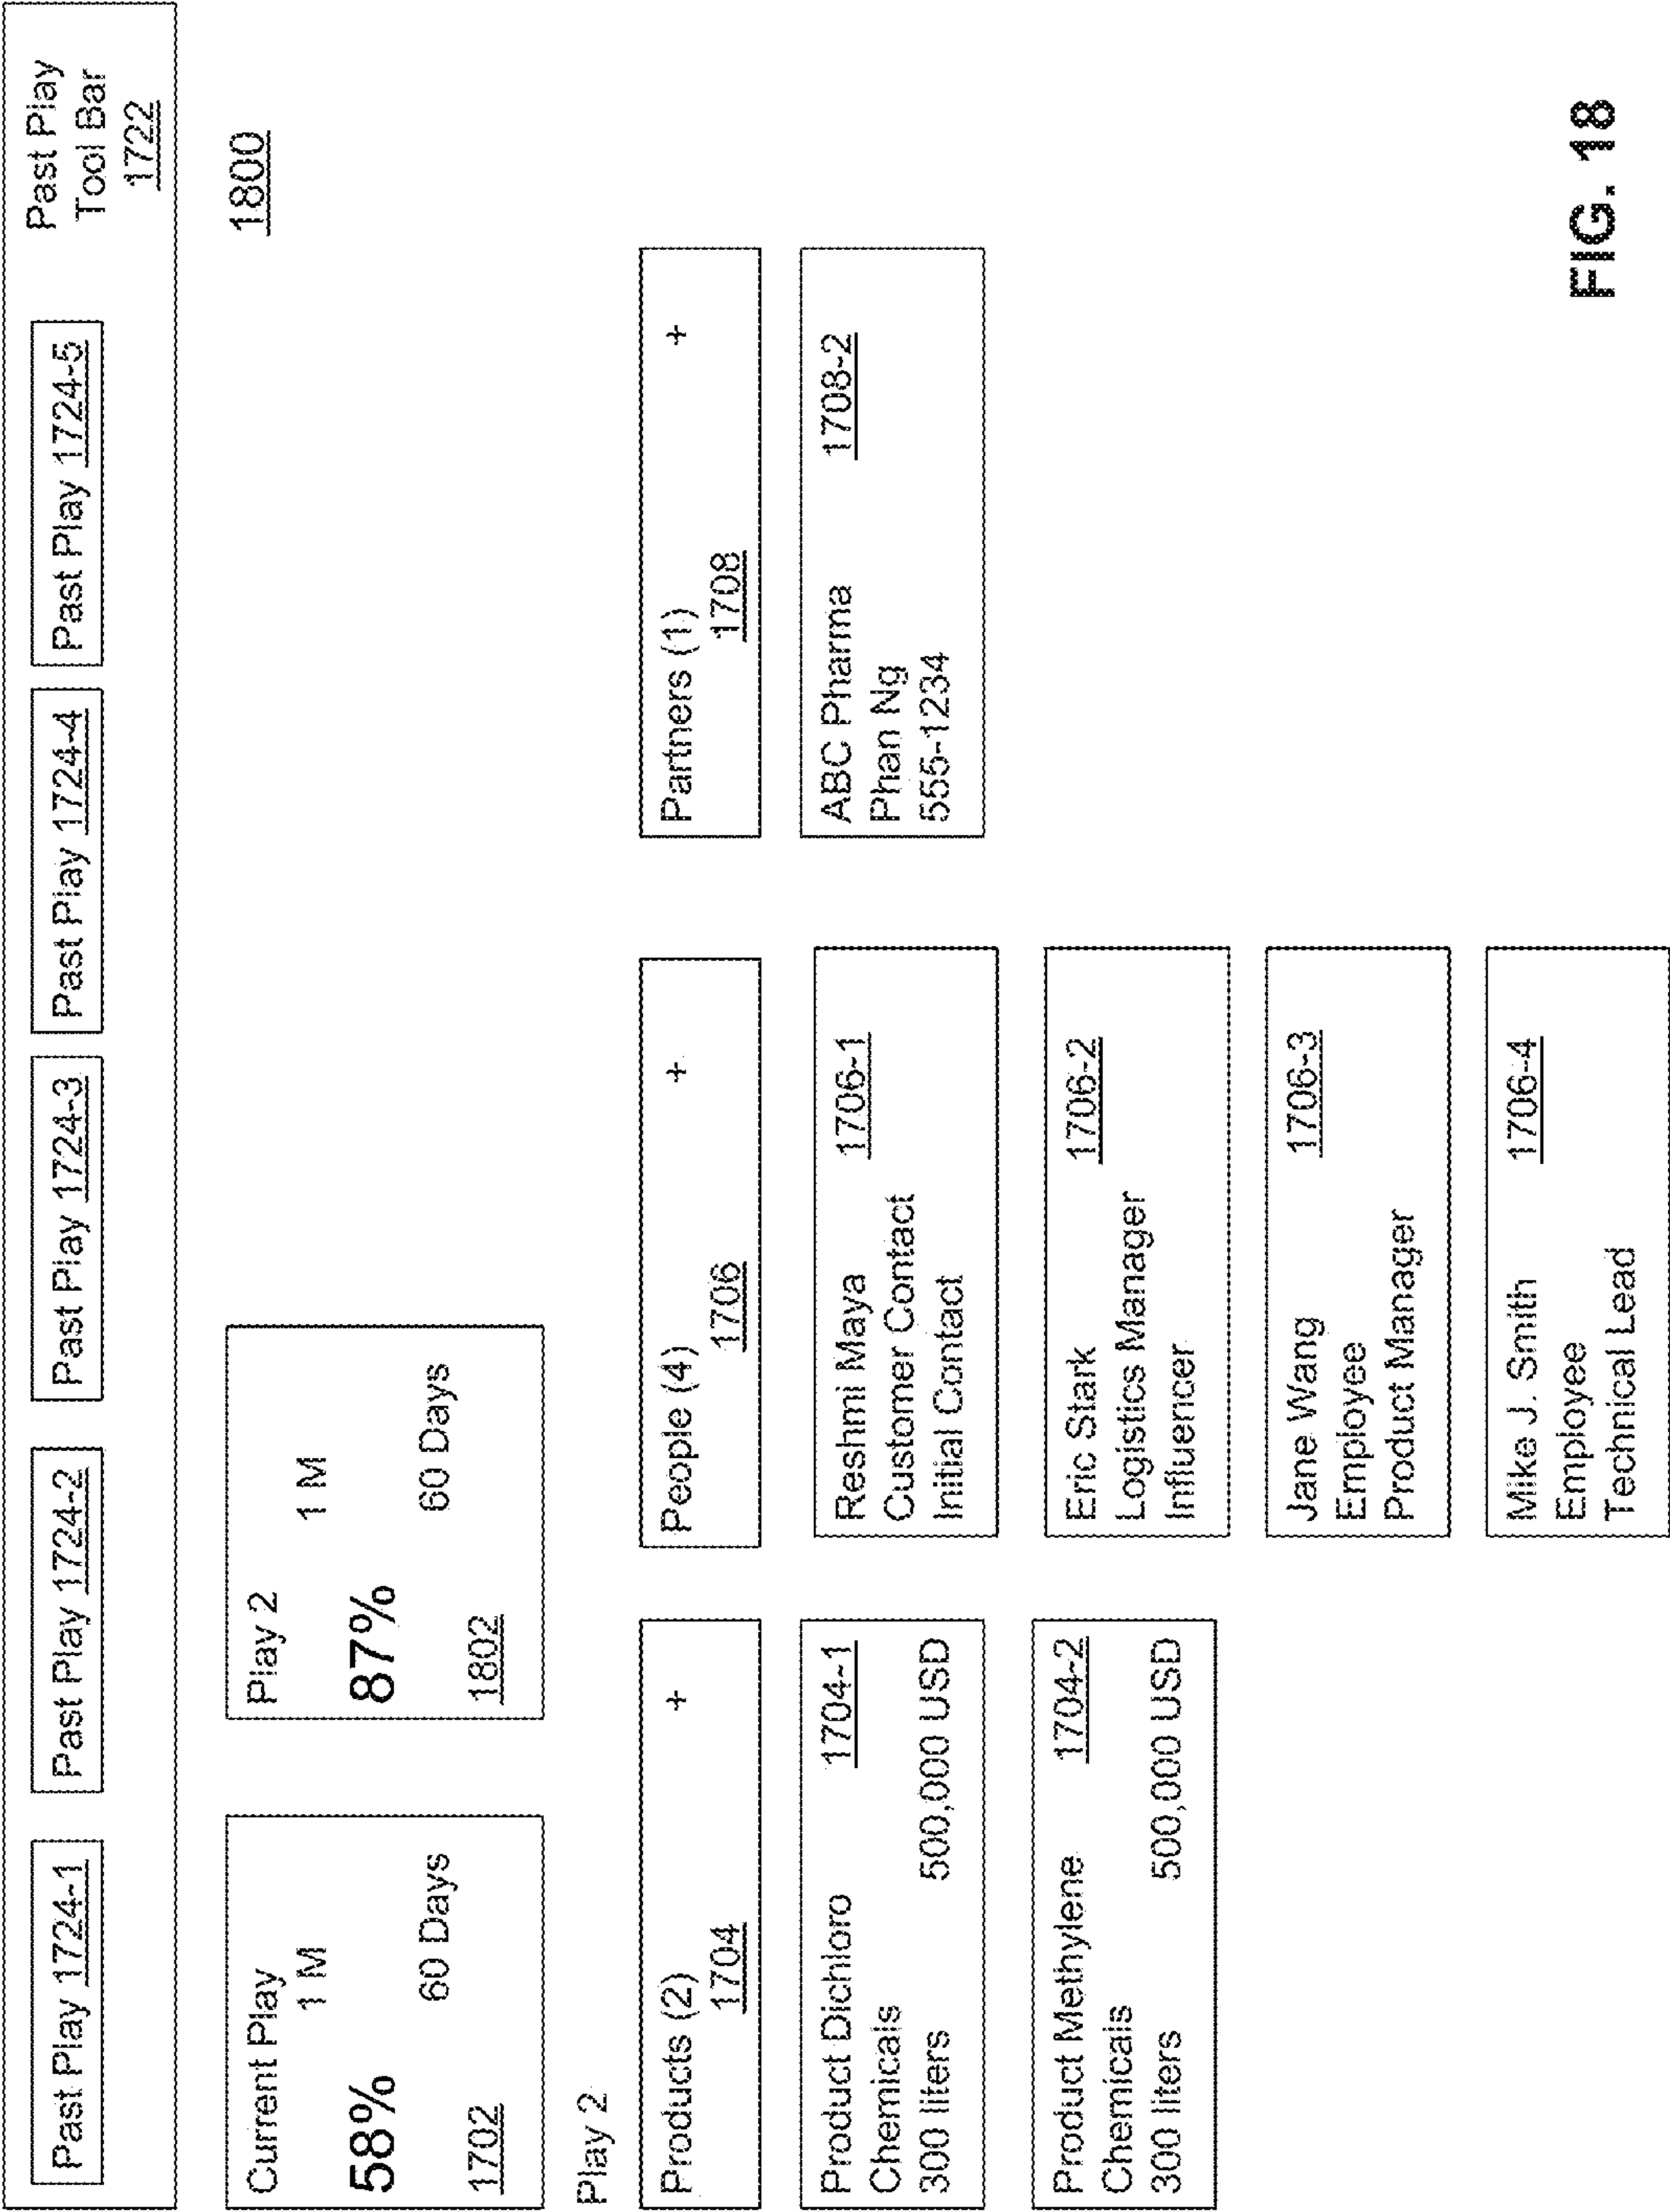 Past Play 1724-1
Past Play 1724-2
Past Play 1724-3
Past Play 1724-4
Past Play 1724-5
Past Play
Tool Bar
1722
1800
Current Play
1 M
58%
60 Days
1702
Play 2
1 M
87%
60 Days
1802
Play 2
Products (2) +
1704
Product Dichloro 1704-1
Chemicals
300 liters 500,000 USD
Product Methylene 1704-2
Chemicals
300 liters 500,000 USD
People (4) +
1706
Reshmi Maya 1706-1
Customer Contact
Initial Contact
Eric Stark 1706-2
Logistics Manager
Influencer
Jane Wang 1706-3
Employee
Product Manager
Mike J. Smith 1706-4
Employee
Technical Lead
Partners (1) +
1708
ABC Pharma 1708-2
Phan Ng
555-1234
FIG. 18